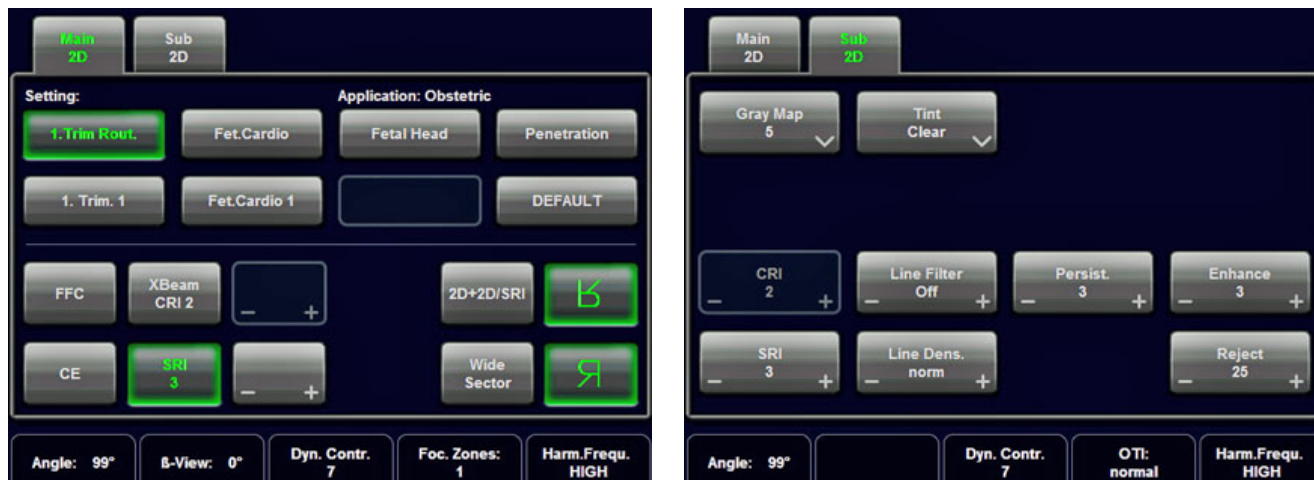 Main
2D
Sub
2D
Setting:
Application: Obstetric
1.Trim Rout.
Fet.Cardio
Fetal Head
Penetration
1. Trim. 1
Fet.Cardio 1
DEFAULT
FFC
XBeam
CRI 2
- +
2D+2D/SRI
CE
SRI
3
- +
Wide
Sector
Я
Angle: 99°
ß-View: 0°
Dyn. Contr.
7
Foc. Zones:
1
Harm.Frequ.
HIGH
Main
2D
Sub
2D
Gray Map
5
Tint
Clear
CRI
- 2 +
Line Filter
- Off +
Persist.
- 3 +
Enhance
- 3 +
SRI
- 3 +
Line Dens.
- norm +
Reject
- 25 +
Angle: 99°
Dyn. Contr.
7
OTI:
normal
Harm.Frequ.
HIGH